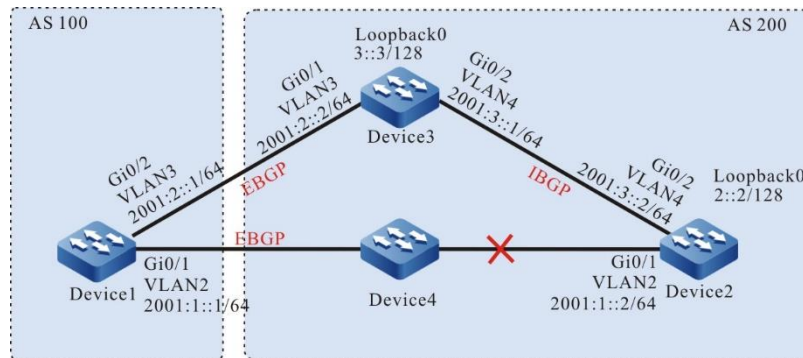 AS 100
AS 200
Loopback0
3::3/128
Gi0/1
VLAN3
2001:2::2/64
Gi0/2
VLAN4
2001:3::1/64
Device3
Gi0/2
VLAN3
2001:2::1/64
EBGP
IBGP
Gi0/2
VLAN4
2001:3::2/64
Loopback0
2::2/128
EBGP
Device1
Gi0/1
VLAN2
2001:1::1/64
Device4
Gi0/1
VLAN2
2001:1::2/64
Device2